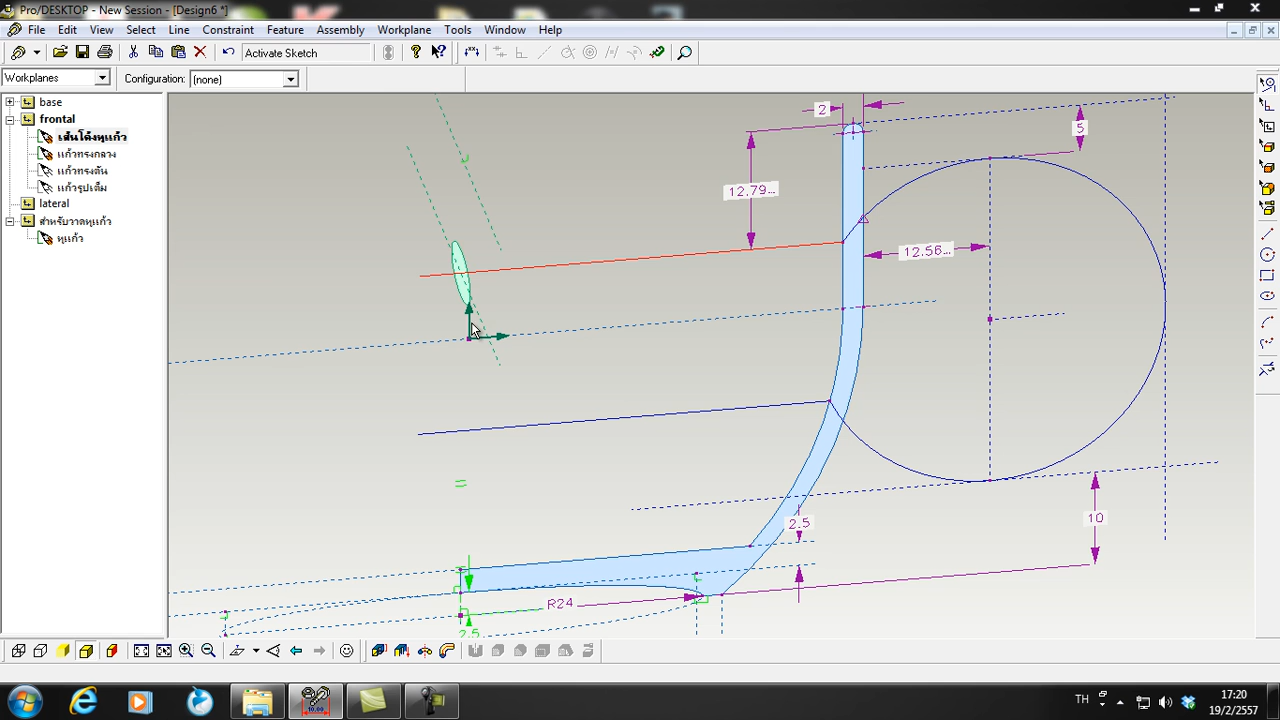 Pro/DESKTOP - New Session - [Design6 *]
File Edit View Select Line Constraint Feature Assembly Workplane Tools Window Help
Activate Sketch
Workplanes Configuration: (none)
base
frontal
เส้นโค้งหูแก้ว
แก้วทรงกลวง
แก้วทรงตัน
แก้วรูปเต็ม
lateral
สำหรับวาดหูแก้ว
หูแก้ว
2
5
12.79...
12.56...
2.5
10
R24
2.5
TH 17:20
19/2/2557